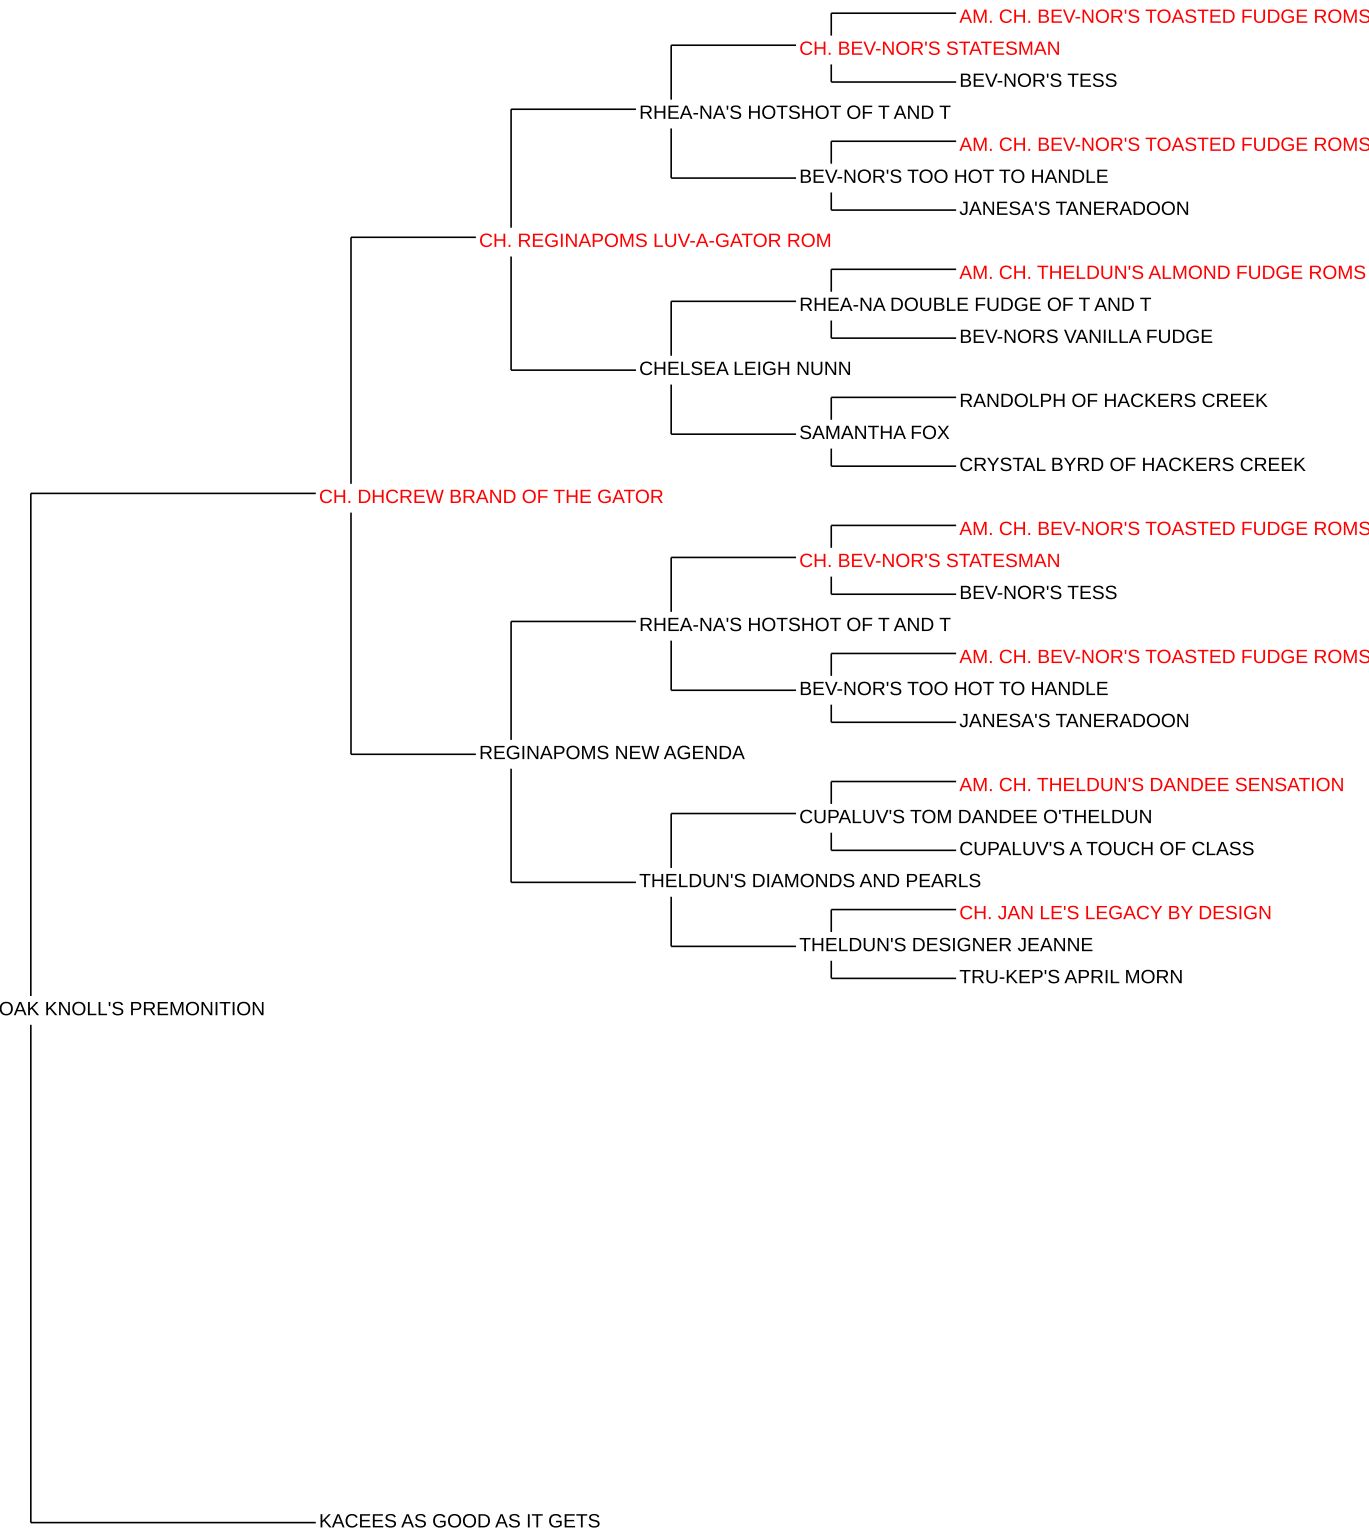 AM. CH. BEV-NOR'S TOASTED FUDGE ROMS
CH. BEV-NOR'S STATESMAN
BEV-NOR'S TESS
RHEA-NA'S HOTSHOT OF T AND T
AM. CH. BEV-NOR'S TOASTED FUDGE ROMS
BEV-NOR'S TOO HOT TO HANDLE
JANESA'S TANERADOON
CH. REGINAPOMS LUV-A-GATOR ROM
AM. CH. THELDUN'S ALMOND FUDGE ROMS
RHEA-NA DOUBLE FUDGE OF T AND T
BEV-NORS VANILLA FUDGE
CHELSEA LEIGH NUNN
RANDOLPH OF HACKERS CREEK
SAMANTHA FOX
CRYSTAL BYRD OF HACKERS CREEK
CH. DHCREW BRAND OF THE GATOR
AM. CH. BEV-NOR'S TOASTED FUDGE ROMS
CH. BEV-NOR'S STATESMAN
BEV-NOR'S TESS
RHEA-NA'S HOTSHOT OF T AND T
AM. CH. BEV-NOR'S TOASTED FUDGE ROMS
BEV-NOR'S TOO HOT TO HANDLE
JANESA'S TANERADOON
REGINAPOMS NEW AGENDA
AM. CH. THELDUN'S DANDEE SENSATION
CUPALUV'S TOM DANDEE O'THELDUN
CUPALUV'S A TOUCH OF CLASS
THELDUN'S DIAMONDS AND PEARLS
CH. JAN LE'S LEGACY BY DESIGN
THELDUN'S DESIGNER JEANNE
TRU-KEP'S APRIL MORN
OAK KNOLL'S PREMONITION
KACEES AS GOOD AS IT GETS